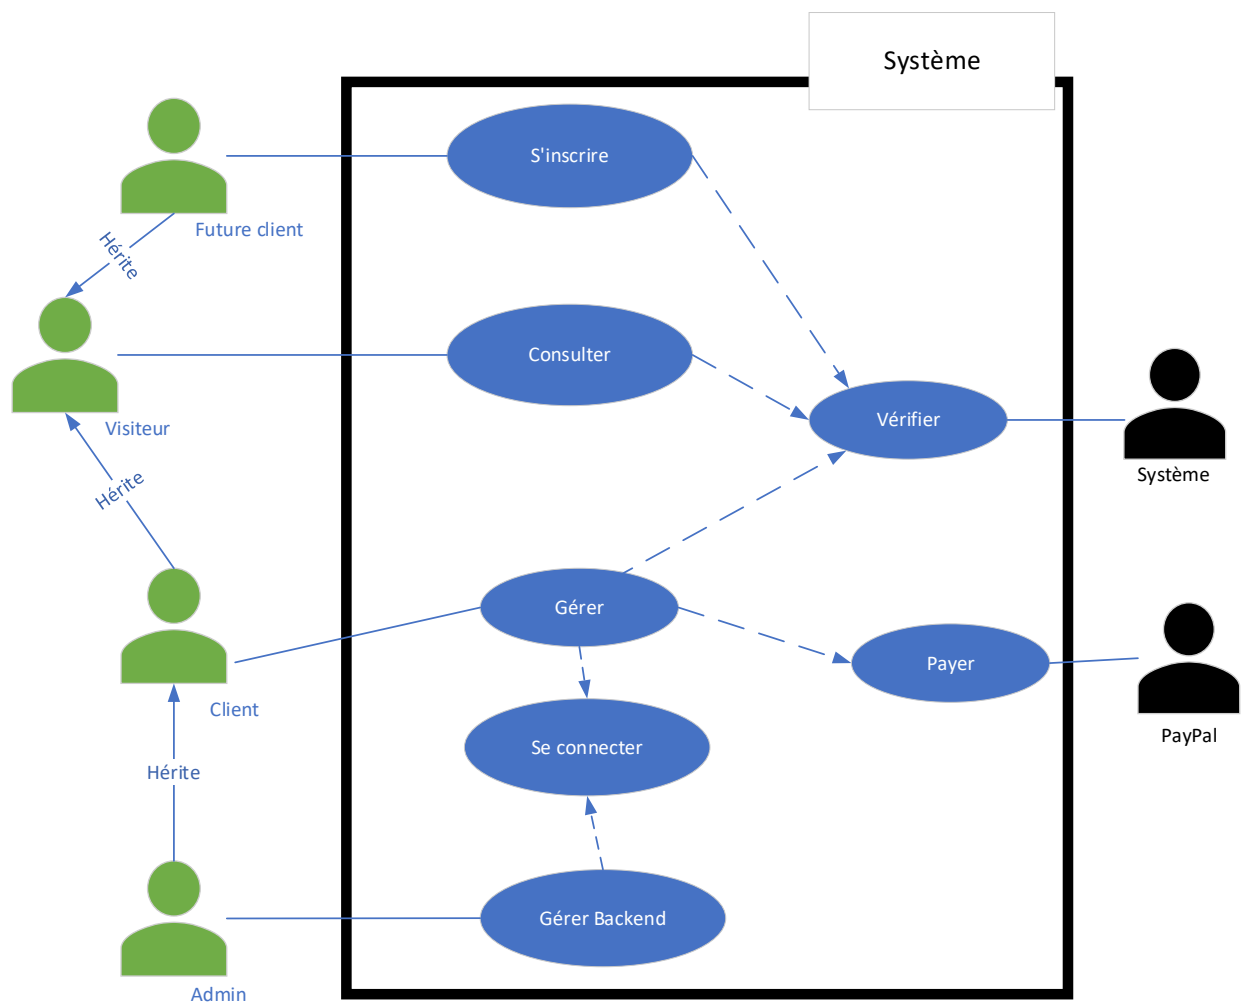 Système
S'inscrire
Future client
Hérite
Consulter
Visiteur
Vérifier
Système
Hérite
Gérer
Payer
Client
PayPal
Se connecter
Hérite
Gérer Backend
Admin